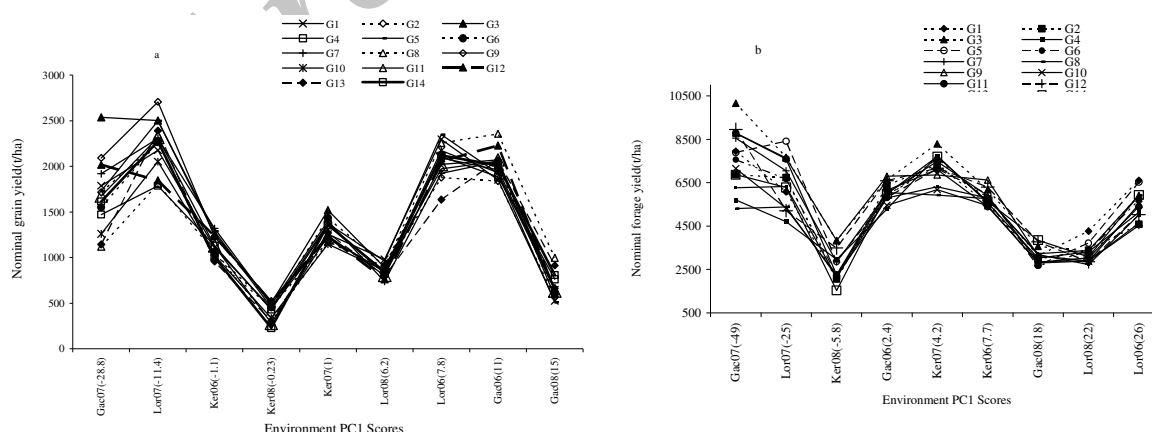 a
G1 G2 G3
G4 G5 G6
G7 G8 G9
G10 G11 G12
G13 G14
Nominal grain yield(t/ha)
3000
2500
2000
1500
1000
500
0
Gac07(-28.8) Lor07(-11.4) Ker06(-1.1) Ker08(-0.23) Ker07(1) Lor08(6.2) Lor06(7.8) Gac06(11) Gac08(15)
Environment PC1 Scores
b
G1 G2
G3 G4
G5 G6
G7 G8
G9 G10
G11 G12
Nominal forage yield(t/ha)
10500
8500
6500
4500
2500
500
Gac07(-49) Lor07(-25) Ker08(-5.8) Gac06(2.4) Ker07(4.2) Ker06(7.7) Gac08(18) Lor08(22) Lor06(26)
Environment PC1 Scores